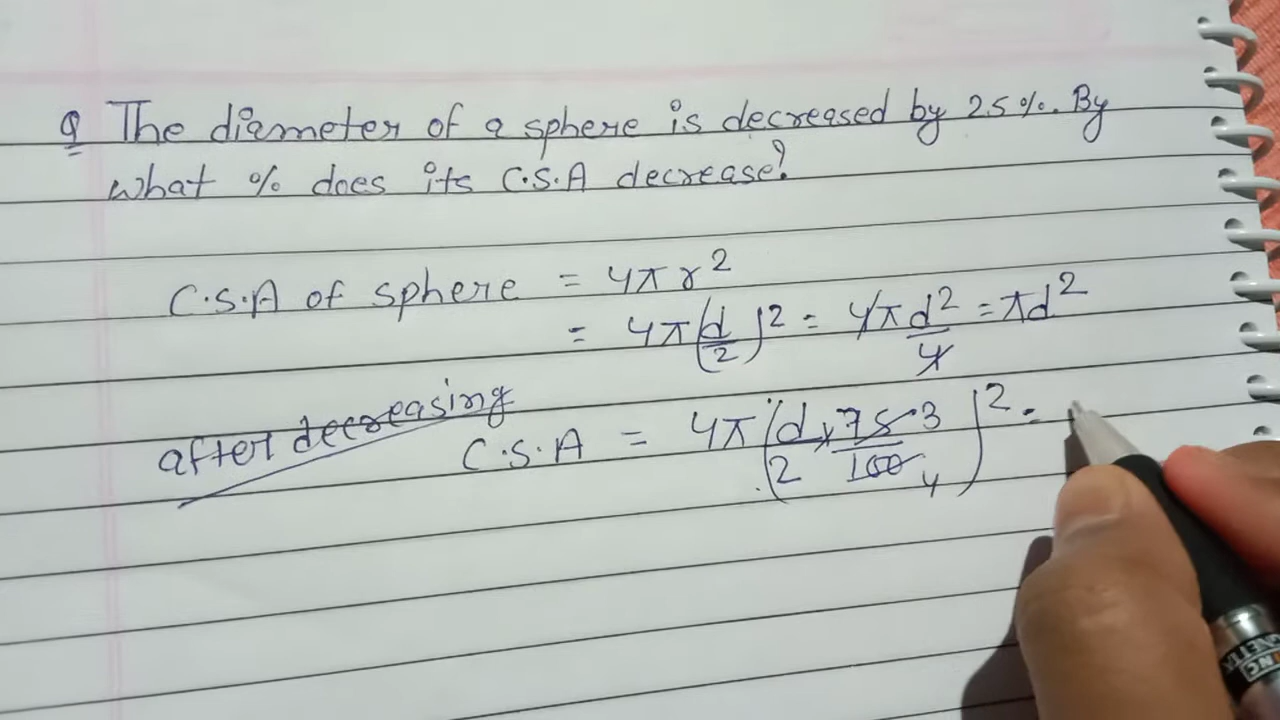 Q The diameter of a sphere is decreased by 25%. By
what % does its C.S.A decrease?
C.S.A of sphere = 4πr²
= 4π(d/2)² = 4πd²/4 = πd²
after decreasing
C.S.A = 4π(d/2 × 75/100 3/4)² =